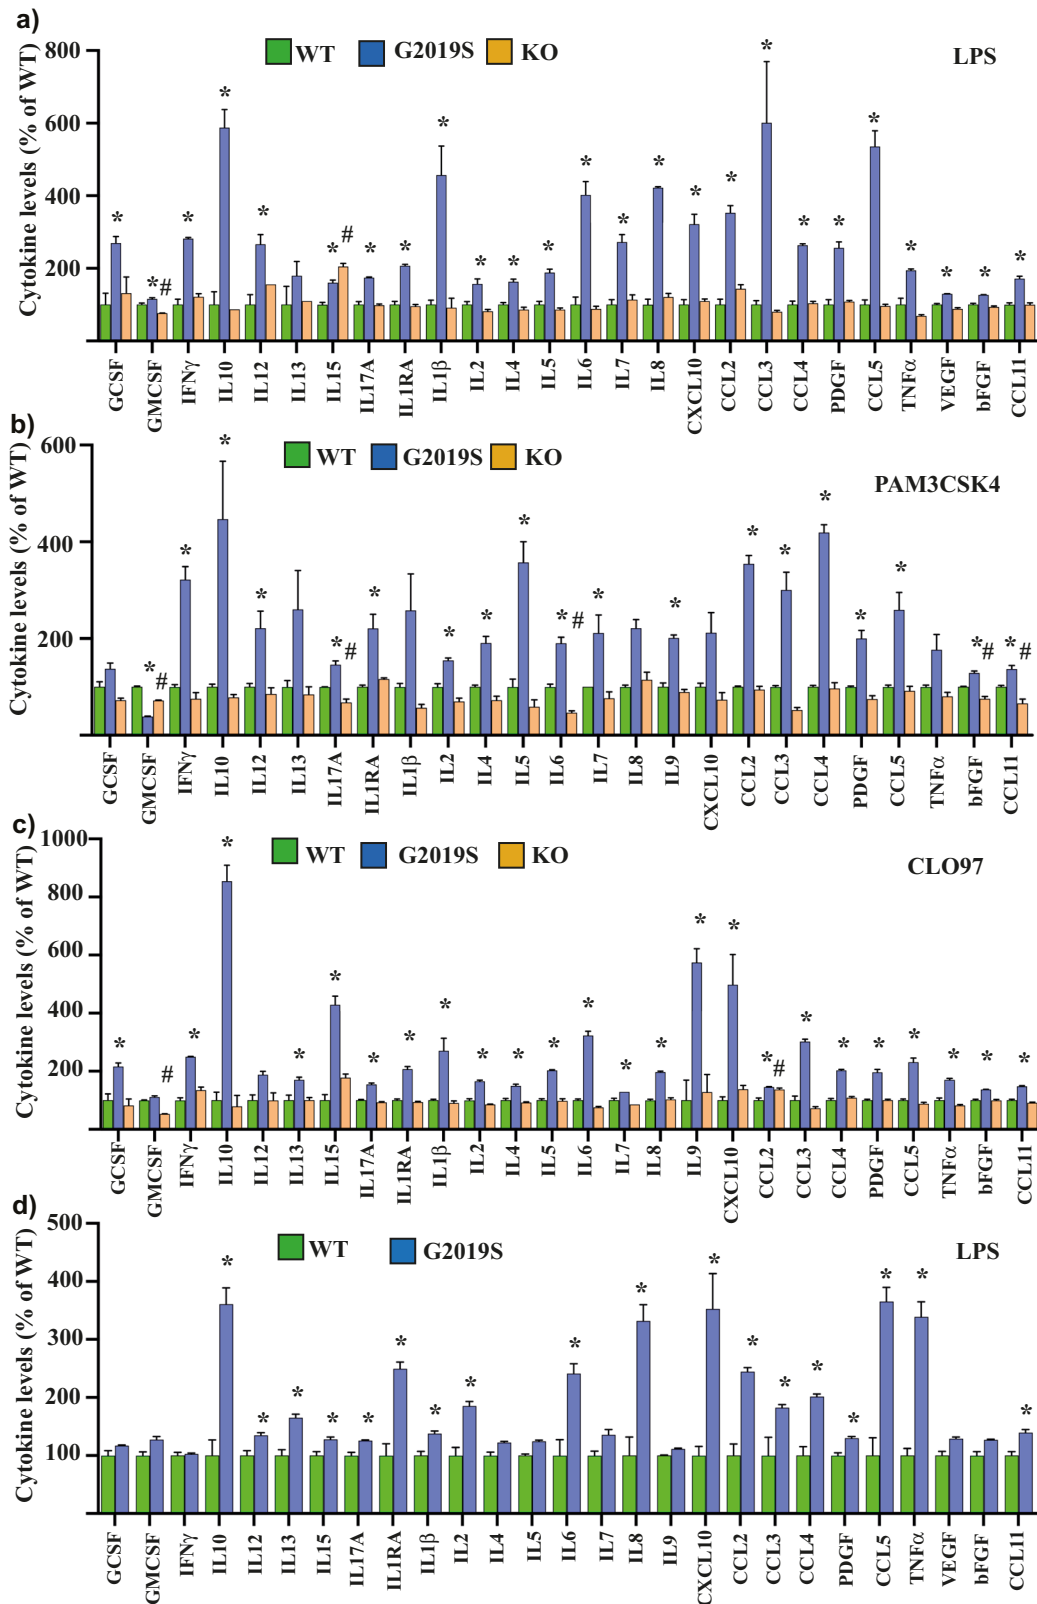 a)
WT G2019S KO
LPS
Cytokine levels (% of WT)
800
600
400
200
* * # * * * * * # * * * * * * * * * * * * * * * * * * *
GCSF GMCSF IFNγ IL10 IL12 IL13 IL15 IL17A IL1RA IL1β IL2 IL4 IL5 IL6 IL7 IL8 CXCL10 CCL2 CCL3 CCL4 PDGF CCL5 TNFα VEGF bFGF CCL11
b)
WT G2019S KO
PAM3CSK4
Cytokine levels (% of WT)
600
400
200
* # * * * * # * * * * * # * * * * * * * * # * #
GCSF GMCSF IFNγ IL10 IL12 IL13 IL17A IL1RA IL1β IL2 IL4 IL5 IL6 IL7 IL8 IL9 CXCL10 CCL2 CCL3 CCL4 PDGF CCL5 TNFα bFGF CCL11
c)
WT G2019S KO
CLO97
Cytokine levels (% of WT)
1000
800
600
400
200
* # * * * * * * * * * * * * * * * * # * * * * * * *
GCSF GMCSF IFNγ IL10 IL12 IL13 IL15 IL17A IL1RA IL1β IL2 IL4 IL5 IL6 IL7 IL8 IL9 CXCL10 CCL2 CCL3 CCL4 PDGF CCL5 TNFα bFGF CCL11
d)
WT G2019S
LPS
Cytokine levels (% of WT)
500
400
300
200
100
* * * * * * * * * * * * * * * * * *
GCSF GMCSF IFNγ IL10 IL12 IL13 IL15 IL17A IL1RA IL1β IL2 IL4 IL5 IL6 IL7 IL8 IL9 CXCL10 CCL2 CCL3 CCL4 PDGF CCL5 TNFα VEGF bFGF CCL11